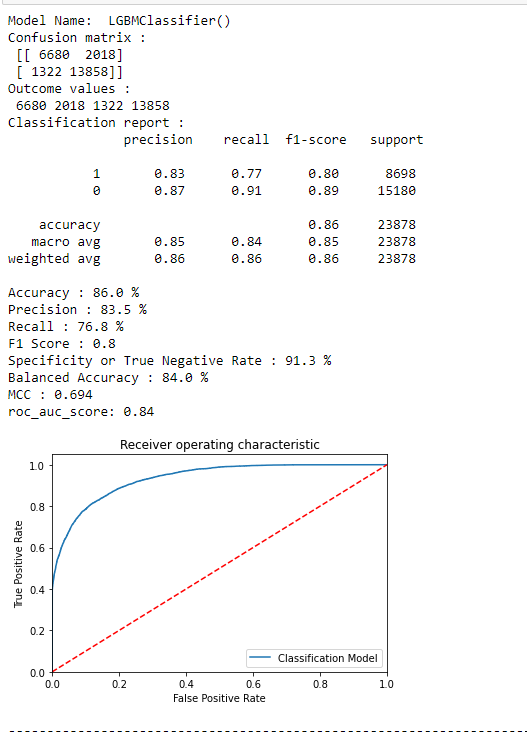 Model Name:  LGBMClassifier()
Confusion matrix :
 [[ 6680  2018]
 [ 1322 13858]]
Outcome values :
 6680 2018 1322 13858
Classification report :
               precision    recall  f1-score   support

           1       0.83      0.77      0.80      8698
           0       0.87      0.91      0.89     15180

    accuracy                           0.86     23878
   macro avg       0.85      0.84      0.85     23878
weighted avg       0.86      0.86      0.86     23878

Accuracy : 86.0 %
Precision : 83.5 %
Recall : 76.8 %
F1 Score : 0.8
Specificity or True Negative Rate : 91.3 %
Balanced Accuracy : 84.0 %
MCC : 0.694
roc_auc_score: 0.84
Receiver operating characteristic
1.0
0.8
0.6
0.4
0.2
0.0
True Positive Rate
Classification Model
0.0 0.2 0.4 0.6 0.8 1.0
False Positive Rate